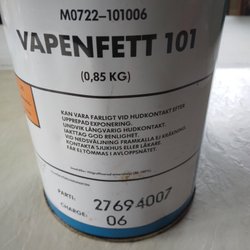 M0722–101006
VAPENFETT 101
(0,85 KG)
KAN VARA FARLIGT VID HUDKONTAKT EFTER
UPPREPAD EXPONERING.
UNDVIK LÅNGVARIG HUDKONTAKT.
IAKTTAG GOD RENLIGHET.
VID NEDSVÄLJNING FRAMKALLA EJ KRÄKNING,
KONTAKTA SJUKHUS ELLER LÄKARE.
FÅR EJ TÖMMAS I AVLOPPSNÄTET.
PARTI: 27694007
CHARGE: 06